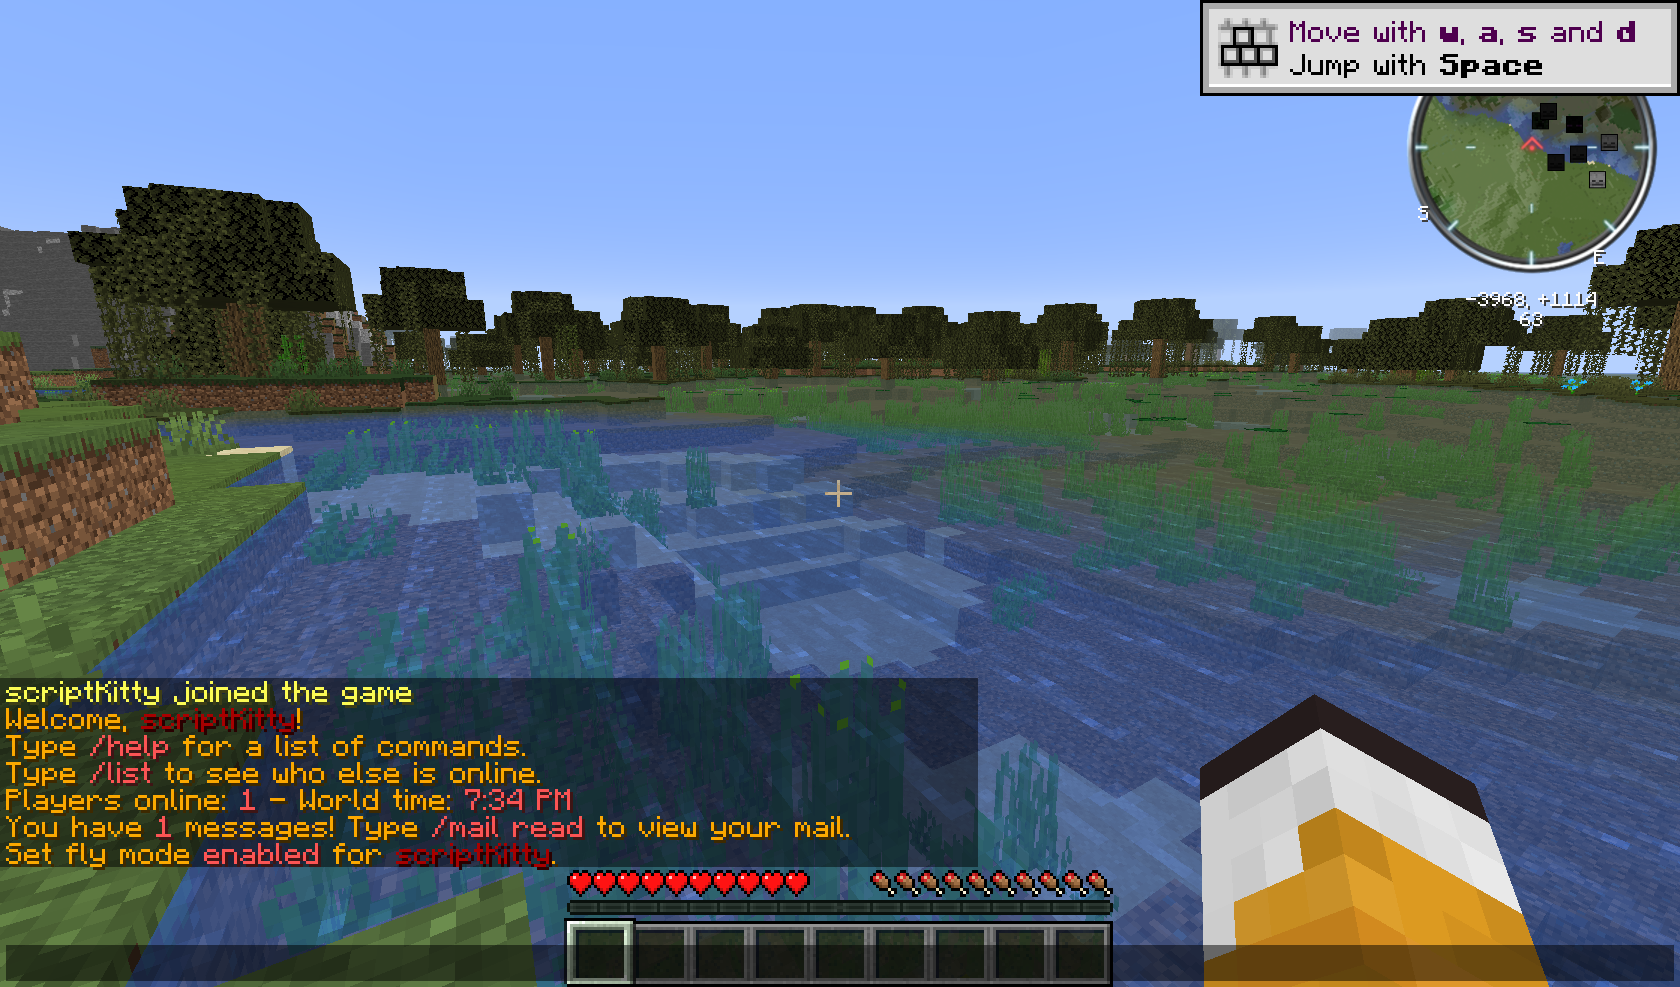 Move with w, a, s and d
Jump with Space
S
E
-3968, +1114
63
scriptKitty joined the game
Welcome, scriptKitty!
Type /help for a list of commands.
Type /list to see who else is online.
Players online: 1 - World time: 7:34 PM
You have 1 messages! Type /mail read to view your mail.
Set fly mode enabled for scriptKitty.